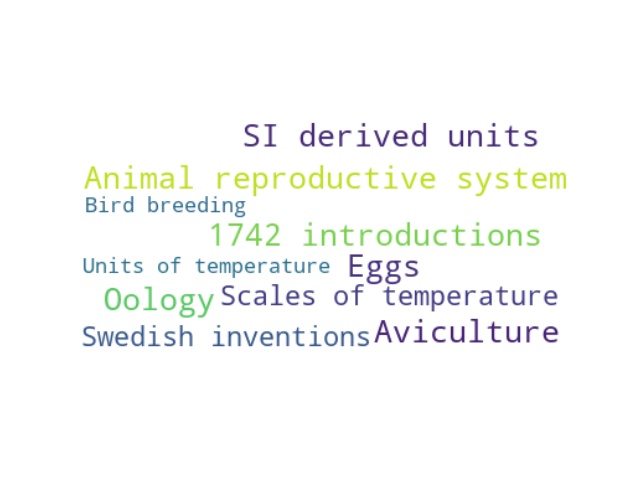 SI derived units
Animal reproductive system
Bird breeding
1742 introductions
Units of temperature
Eggs
Oology
Scales of temperature
Swedish inventions
Aviculture